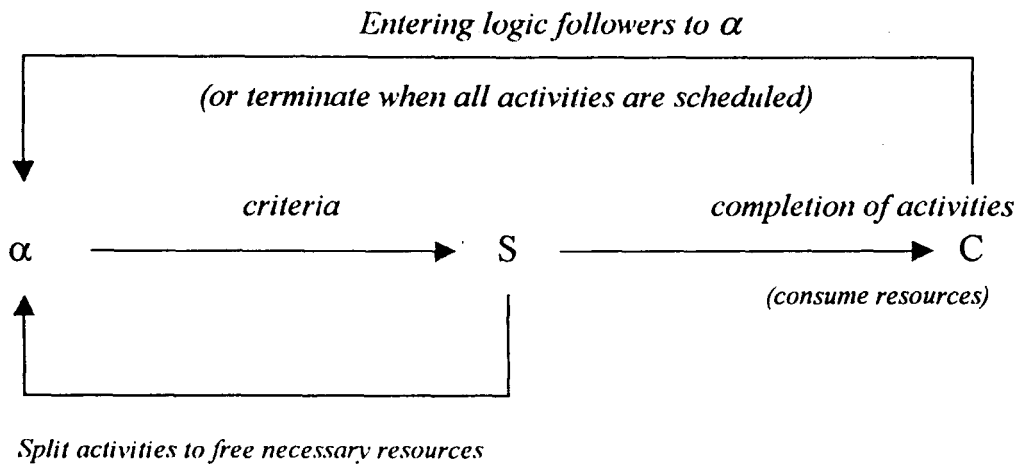 Entering logic followers to α
(or terminate when all activities are scheduled)
criteria
completion of activities
α
S
C
(consume resources)
Split activities to free necessary resources